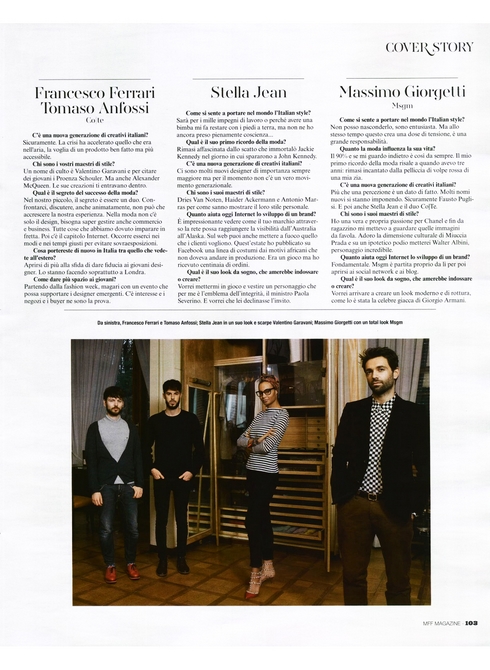 COVER STORY
Francesco Ferrari
Tomaso Anfossi
Co|te
C'è una nuova generazione di creativi italiani?
Sicuramente. La crisi ha accelerato quello che era
nell'aria, la voglia di un prodotto ben fatto ma più
accessibile.
Chi sono i vostri maestri di stile?
Un nome di culto è Valentino Garavani e per citare
dei giovani i Proenza Schouler. Ma anche Alexander
McQueen. Le sue creazioni ti entravano dentro.
Qual è il segreto del successo della moda?
Nel nostro piccolo, il segreto è essere un duo. Con-
frontarci, discutere, anche animatamente, non può che
accrescere la nostra esperienza. Nella moda non c'è
solo il design, bisogna saper gestire anche commercio
e business. Tutte cose che abbiamo dovuto imparare in
fretta. Poi c'è il capitolo Internet. Occorre esserci nei
modi e nei tempi giusti per evitare sovraesposizioni.
Cosa portereste di nuovo in Italia tra quello che vede-
te all'estero?
Aprirsi di più alla sfida di dare fiducia ai giovani desi-
gner. Lo stanno facendo soprattutto a Londra.
Come dare più spazio ai giovani?
Partendo dalla fashion week, magari con un evento che
possa supportare i designer emergenti. C'è interesse e i
negozi e i buyer ne sono la prova.
Stella Jean
Come si sente a portare nel mondo l'Italian style?
Sarà per i mille impegni di lavoro o perché avere una
bimba mi fa restare con i piedi a terra, ma non ne ho
ancora preso pienamente coscienza...
Qual è il suo primo ricordo della moda?
Rimasi affascinata dallo scatto che immortalò Jackie
Kennedy nel giorno in cui spararono a John Kennedy.
C'è una nuova generazione di creativi italiani?
Ci sono molti nuovi designer di importanza sempre
maggiore ma per il momento non c'è un vero movi-
mento generazionale.
Chi sono i suoi maestri di stile?
Dries Van Noten, Haider Ackermann e Antonio Mar-
ras per come sanno mostrare il loro stile personale.
Quanto aiuta oggi Internet lo sviluppo di un brand?
È impressionante vedere come il tuo marchio attraver-
so la rete possa raggiungere la visibilità dall'Australia
all'Alaska. Sul web puoi anche mettere a fuoco quello
che i clienti vogliono. Quest'estate ho pubblicato su
Facebook una linea di costumi dai motivi africani che
non doveva andare in produzione. Era un gioco ma ho
ricevuto centinaia di ordini.
Qual è il suo look da sogno, che amerebbe indossare
o creare?
Vorrei mettermi in gioco e vestire un personaggio che
per me è l'emblema dell'integrità, il ministro Paola
Severino. E vorrei che lei declinasse l'invito.
Massimo Giorgetti
Msgm
Come si sente a portare nel mondo l'Italian style?
Non posso nasconderlo, sono entusiasta. Ma allo
stesso tempo questo crea una dose di tensione, è una
grande responsabilità.
Quanto la moda influenza la sua vita?
Il 90% e se mi guardo indietro è così da sempre. Il mio
primo ricordo della moda risale a quando avevo tre
anni: rimasi incantato dalla pelliccia di volpe rossa di
una mia zia.
C'è una nuova generazione di creativi italiani?
Più che una percezione è un dato di fatto. Molti nomi
nuovi si stanno imponendo. Sicuramente Fausto Pugli-
si. E poi anche Stella Jean e il duo Co|Te.
Chi sono i suoi maestri di stile?
Ho una vera e propria passione per Chanel e fin da
ragazzino mi mettevo a guardare quelle immagini
da favola. Adoro la dimensione culturale di Miuccia
Prada e su un ipotetico podio metterei Walter Albini,
personaggio incredibile.
Quanto aiuta oggi Internet lo sviluppo di un brand?
Fondamentale. Msgm è partita proprio da lì per poi
aprirsi ai social network e ai blog.
Qual è il suo look da sogno, che amerebbe indossare
o creare?
Vorrei arrivare a creare un look moderno e di rottura,
come lo è stata la celebre giacca di Giorgio Armani.
Da sinistra, Francesco Ferrari e Tomaso Anfossi; Stella Jean in un suo look e scarpe Valentino Garavani; Massimo Giorgetti con un total look Msgm
MFF MAGAZINE 103